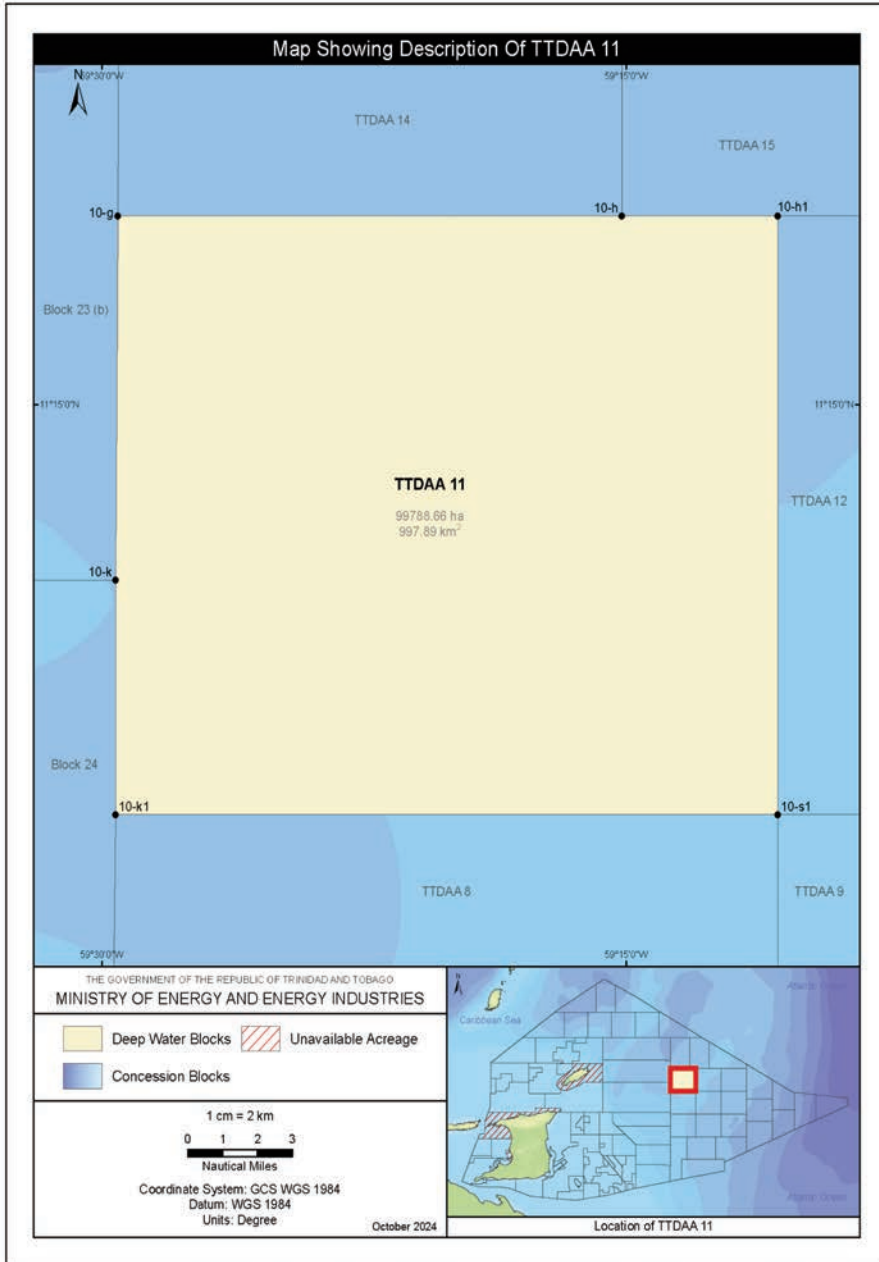 Map Showing Description Of TTDAA 11
N
59°30'0"W
59°15'0"W
TTDAA 14
TTDAA 15
10-g
10-h
10-h1
Block 23 (b)
11°15'0"N
11°15'0"N
TTDAA 11
TTDAA 12
99788.66 ha
997.89 km²
10-k
Block 24
10-k1
10-s1
TTDAA 8
TTDAA 9
59°30'0"W
59°15'0"W
THE GOVERNMENT OF THE REPUBLIC OF TRINIDAD AND TOBAGO
MINISTRY OF ENERGY AND ENERGY INDUSTRIES
Deep Water Blocks
Unavailable Acreage
Concession Blocks
1 cm = 2 km
0 1 2 3
Nautical Miles
Coordinate System: GCS WGS 1984
Datum: WGS 1984
Units: Degree
October 2024
N
Atlantic Ocean
Caribbean Sea
Atlantic Ocean
Location of TTDAA 11